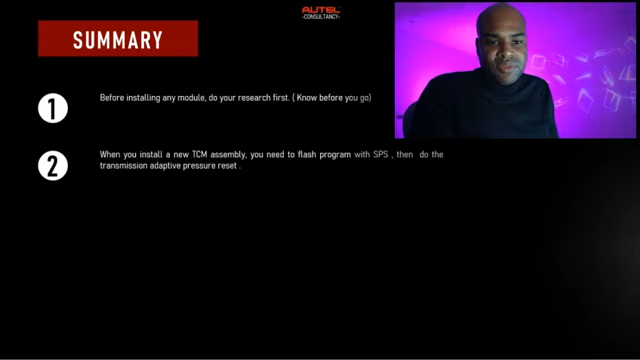 AUTEL
-CONSULTANCY-
SUMMARY
1
Before installing any module, do your research first. ( Know before you go)
2
When you install a new TCM assembly, you need to flash program with SPS , then do the
transmission adaptive pressure reset .